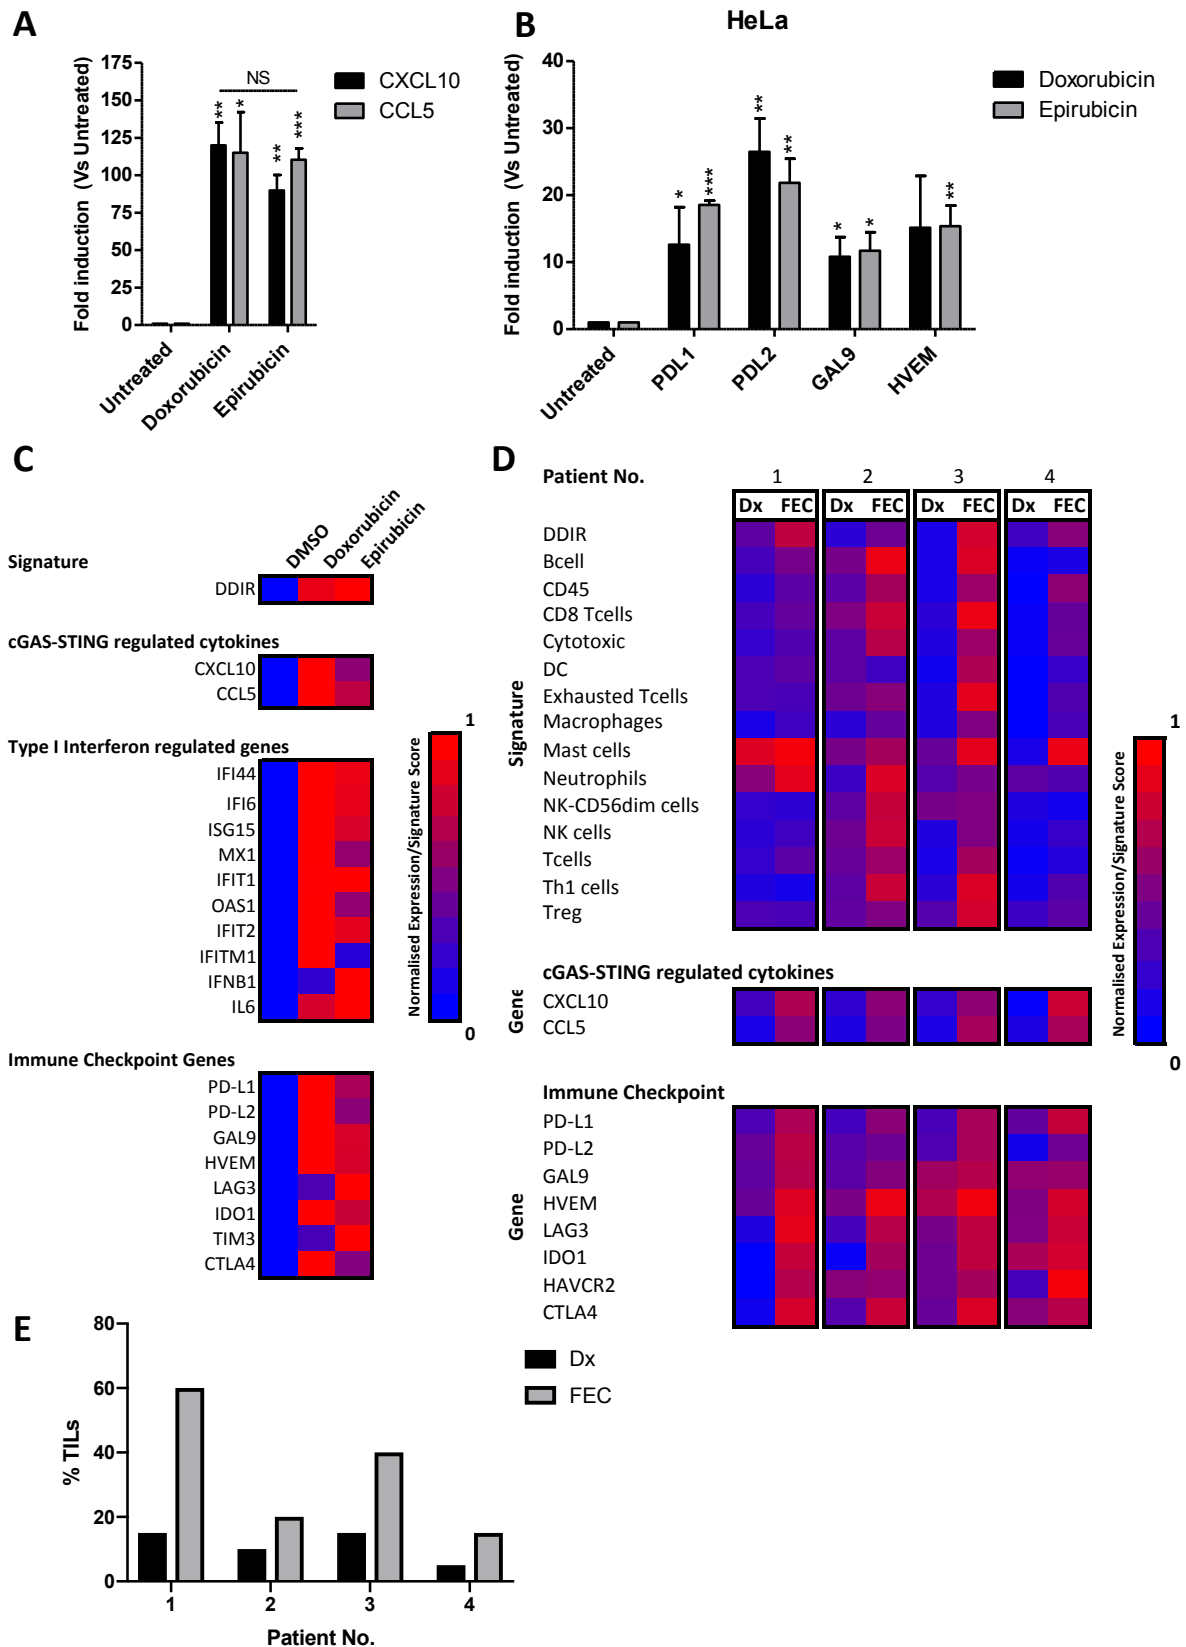 A
Fold induction (Vs Untreated)
175
150
125
100
75
50
25
0
NS
**
*
**
***
CXCL10
CCL5
Untreated
Doxorubicin
Epirubicin
B
HeLa
Fold induction (Vs Untreated)
40
30
20
10
0
*
***
**
**
*
*
**
Doxorubicin
Epirubicin
Untreated
PDL1
PDL2
GAL9
HVEM
C
DMSO
Doxorubicin
Epirubicin
Signature
DDIR
cGAS-STING regulated cytokines
CXCL10
CCL5
Type I Interferon regulated genes
IFI44
IFI6
ISG15
MX1
IFIT1
OAS1
IFIT2
IFITM1
IFNB1
IL6
Immune Checkpoint Genes
PD-L1
PD-L2
GAL9
HVEM
LAG3
IDO1
TIM3
CTLA4
Normalised Expression/Signature Score
1
0
D
Patient No. 1 2 3 4
Dx FEC Dx FEC Dx FEC Dx FEC
Signature
DDIR
Bcell
CD45
CD8 Tcells
Cytotoxic
DC
Exhausted Tcells
Macrophages
Mast cells
Neutrophils
NK-CD56dim cells
NK cells
Tcells
Th1 cells
Treg
cGAS-STING regulated cytokines
Gene
CXCL10
CCL5
Immune Checkpoint
Gene
PD-L1
PD-L2
GAL9
HVEM
LAG3
IDO1
HAVCR2
CTLA4
Normalised Expression/Signature Score
1
0
E
% TILs
80
60
40
20
0
1 2 3 4
Patient No.
Dx
FEC